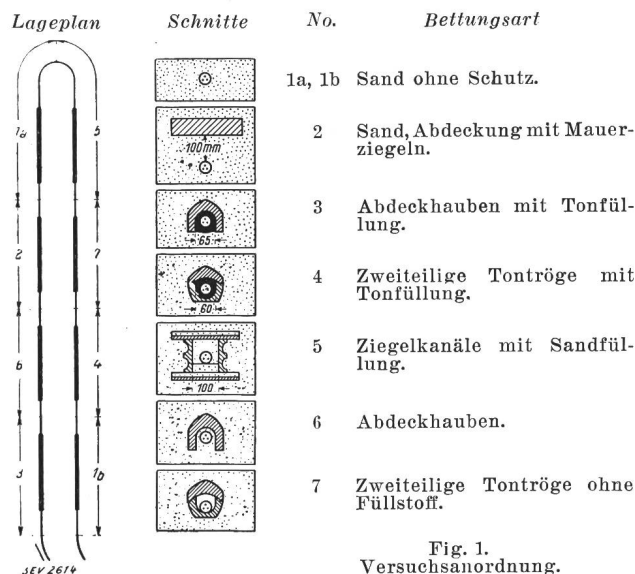 Lageplan Schnitte No. Bettungsart
1a, 1b Sand ohne Schutz.
2 Sand, Abdeckung mit Mauer-
ziegeln.
100mm
3 Abdeckhauben mit Tonfül-
lung.
65
4 Zweiteilige Tontröge mit
Tonfüllung.
60
5 Ziegelkanäle mit Sandfül-
lung.
100
6 Abdeckhauben.
7 Zweiteilige Tontröge ohne
Füllstoff.
1a
5
2
7
6
4
3
1b
SEV 2614
Fig. 1.
Versuchsanordnung.